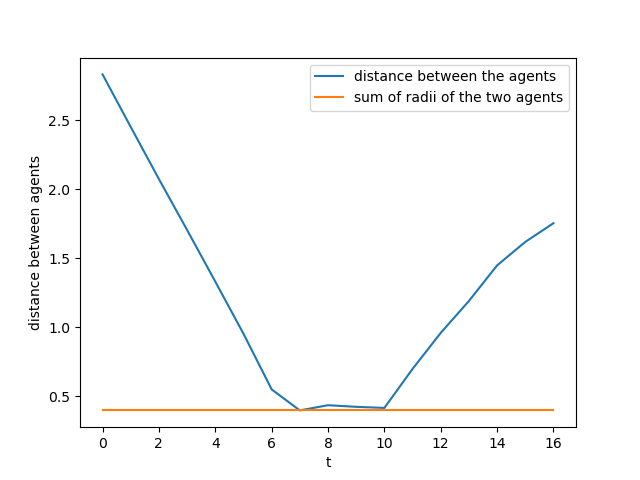 distance between the agents
sum of radii of the two agents
distance between agents
2.5
2.0
1.5
1.0
0.5
0 2 4 6 8 10 12 14 16
t